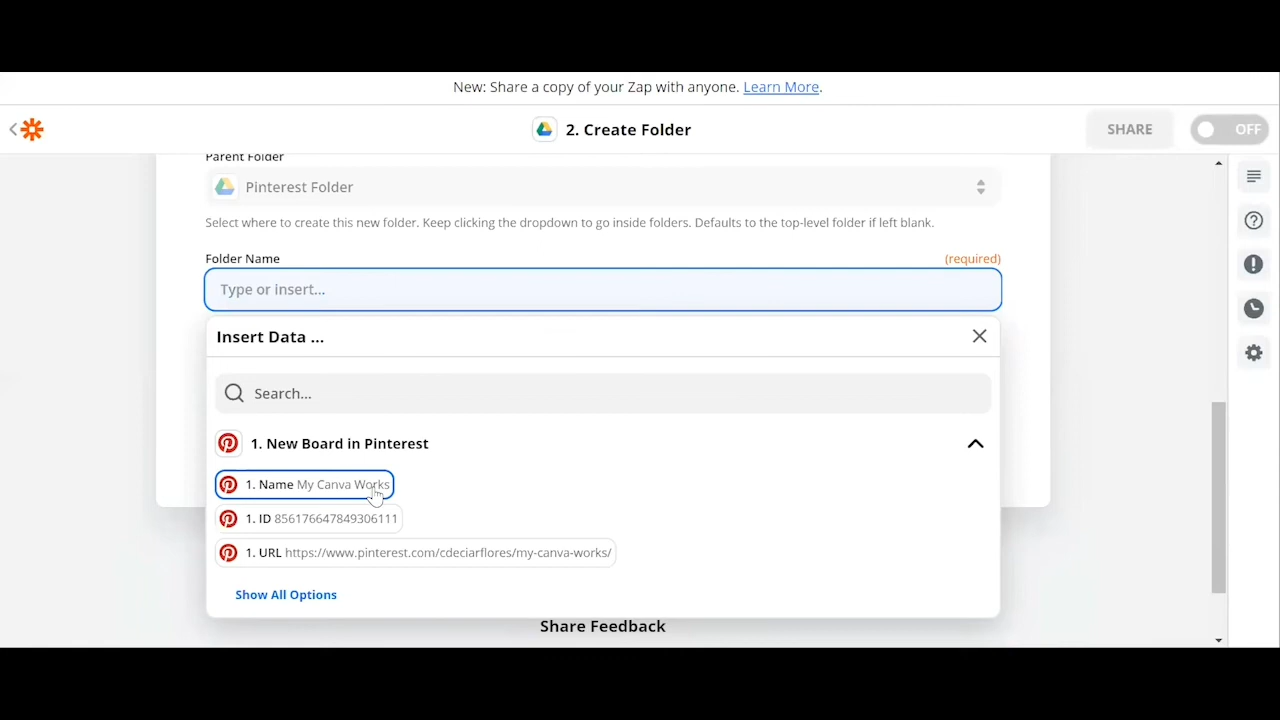 New: Share a copy of your Zap with anyone. Learn More.
2. Create Folder
SHARE
OFF
Parent Folder
Pinterest Folder
Select where to create this new folder. Keep clicking the dropdown to go inside folders. Defaults to the top-level folder if left blank.
Folder Name (required)
Type or insert...
Insert Data ...
Search...
1. New Board in Pinterest
1. Name My Canva Works
1. ID 856176647849306111
1. URL https://www.pinterest.com/cdeciarflores/my-canva-works/
Show All Options
Share Feedback